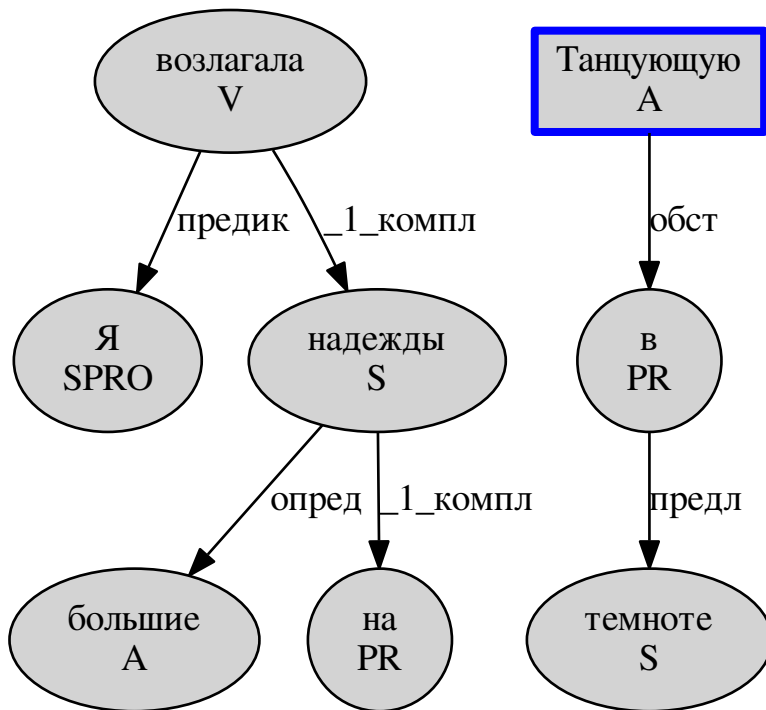 возлагала
V
Танцующую
A
предик
_1_компл
обст
Я
SPRO
надежды
S
в
PR
опред
_1_компл
предл
большие
A
на
PR
темноте
S